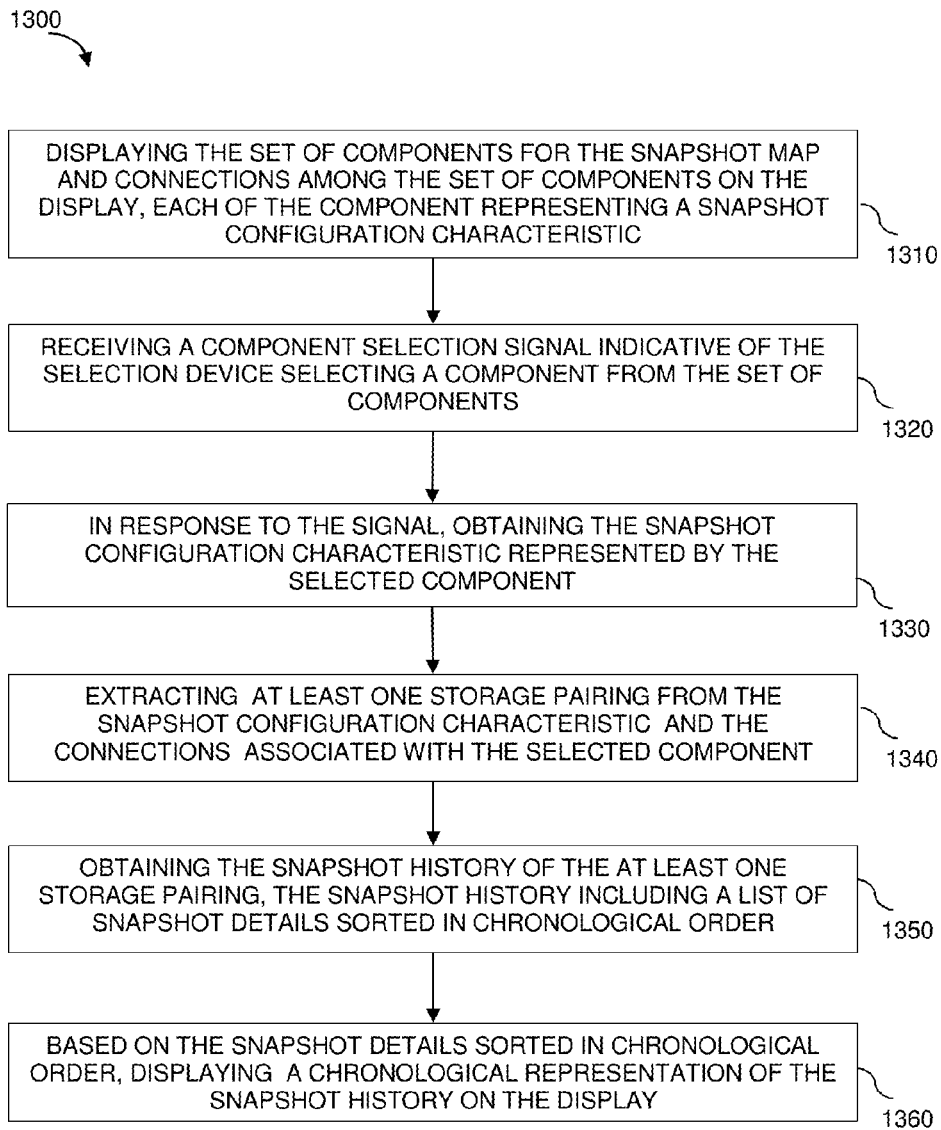 1300
DISPLAYING THE SET OF COMPONENTS FOR THE SNAPSHOT MAP
AND CONNECTIONS AMONG THE SET OF COMPONENTS ON THE
DISPLAY, EACH OF THE COMPONENT REPRESENTING A SNAPSHOT
CONFIGURATION CHARACTERISTIC
1310
RECEIVING A COMPONENT SELECTION SIGNAL INDICATIVE OF THE
SELECTION DEVICE SELECTING A COMPONENT FROM THE SET OF
COMPONENTS
1320
IN RESPONSE TO THE SIGNAL, OBTAINING THE SNAPSHOT
CONFIGURATION CHARACTERISTIC REPRESENTED BY THE
SELECTED COMPONENT
1330
EXTRACTING AT LEAST ONE STORAGE PAIRING FROM THE
SNAPSHOT CONFIGURATION CHARACTERISTIC AND THE
CONNECTIONS ASSOCIATED WITH THE SELECTED COMPONENT
1340
OBTAINING THE SNAPSHOT HISTORY OF THE AT LEAST ONE
STORAGE PAIRING, THE SNAPSHOT HISTORY INCLUDING A LIST OF
SNAPSHOT DETAILS SORTED IN CHRONOLOGICAL ORDER
1350
BASED ON THE SNAPSHOT DETAILS SORTED IN CHRONOLOGICAL
ORDER, DISPLAYING A CHRONOLOGICAL REPRESENTATION OF THE
SNAPSHOT HISTORY ON THE DISPLAY
1360